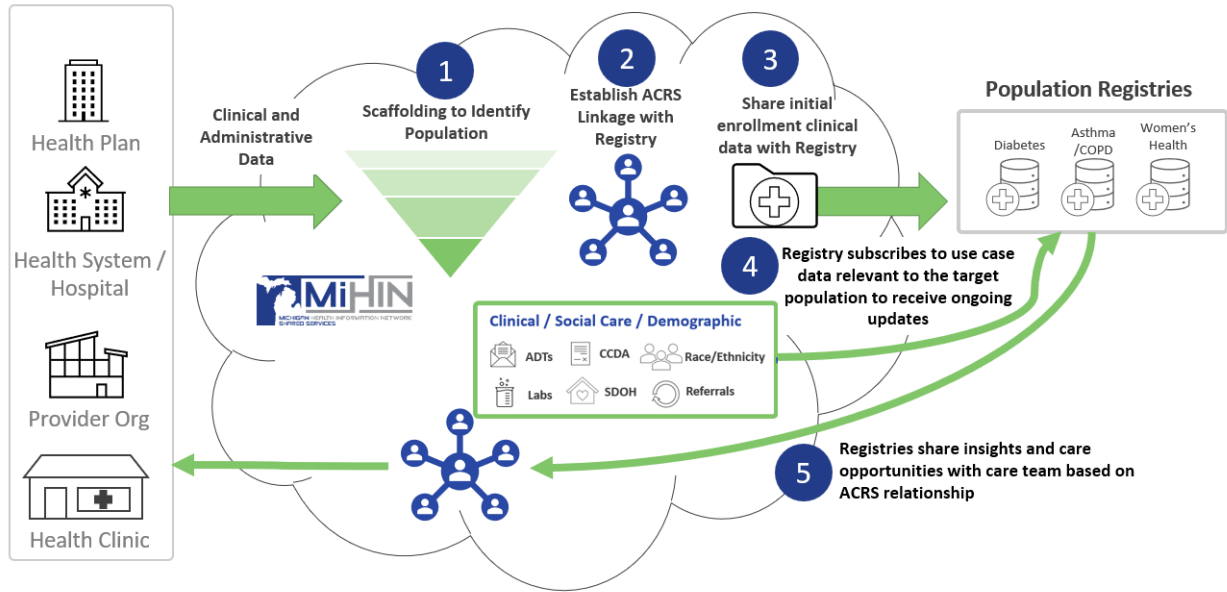 Health Plan
Health System /
Hospital
Provider Org
Health Clinic
Clinical and
Administrative
Data
1
Scaffolding to Identify
Population
2
Establish ACRS
Linkage with
Registry
3
Share initial
enrollment clinical
data with Registry
Population Registries
Diabetes
Asthma
/COPD
Women's
Health
4
Registry subscribes to use case
data relevant to the target
population to receive ongoing
updates
MiHIN
MICHIGAN HEALTH INFORMATION NETWORK
SHARED SERVICES
Clinical / Social Care / Demographic
ADTs
CCDA
Race/Ethnicity
Labs
SDOH
Referrals
5
Registries share insights and care
opportunities with care team based on
ACRS relationship